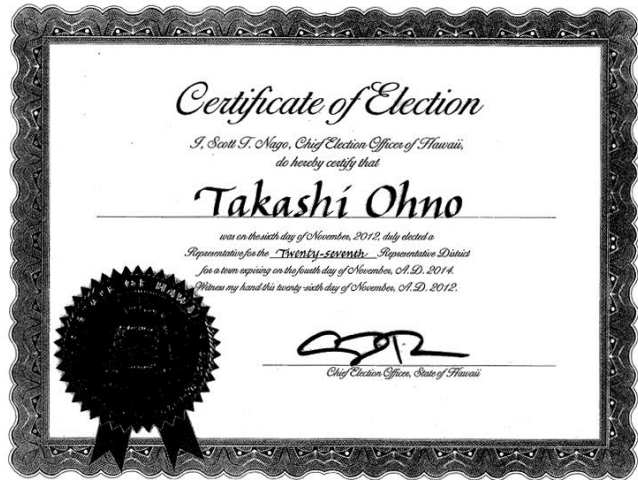 Certificate of Election
I, Scott T. Nago, Chief Election Officer of Hawaii,
do hereby certify that
Takashi Ohno
was on the sixth day of November, 2012, duly elected a
Representative for the Twenty-seventh Representative District
for a term expiring on the fourth day of November, A.D. 2014.
Witness my hand this twenty-sixth day of November, A.D. 2012.
Chief Election Officer, State of Hawaii